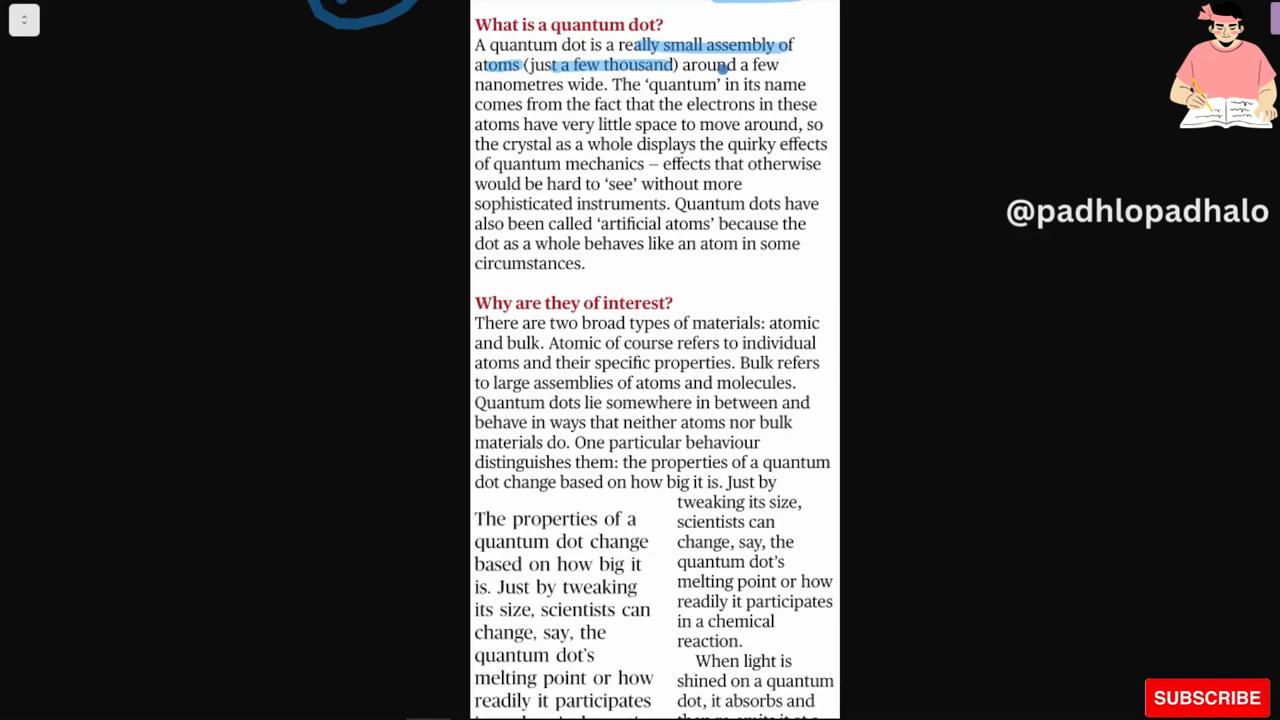 What is a quantum dot?
A quantum dot is a really small assembly of
atoms (just a few thousand) around a few
nanometres wide. The ‘quantum’ in its name
comes from the fact that the electrons in these
atoms have very little space to move around, so
the crystal as a whole displays the quirky effects
of quantum mechanics – effects that otherwise
would be hard to ‘see’ without more
sophisticated instruments. Quantum dots have
also been called ‘artificial atoms’ because the
dot as a whole behaves like an atom in some
circumstances.
Why are they of interest?
There are two broad types of materials: atomic
and bulk. Atomic of course refers to individual
atoms and their specific properties. Bulk refers
to large assemblies of atoms and molecules.
Quantum dots lie somewhere in between and
behave in ways that neither atoms nor bulk
materials do. One particular behaviour
distinguishes them: the properties of a quantum
dot change based on how big it is. Just by
tweaking its size,
scientists can
change, say, the
quantum dot’s
melting point or how
readily it participates
in a chemical
reaction.
When light is
shined on a quantum
dot, it absorbs and
The properties of a
quantum dot change
based on how big it
is. Just by tweaking
its size, scientists can
change, say, the
quantum dot’s
melting point or how
readily it participates
@padhlopadhalo
SUBSCRIBE